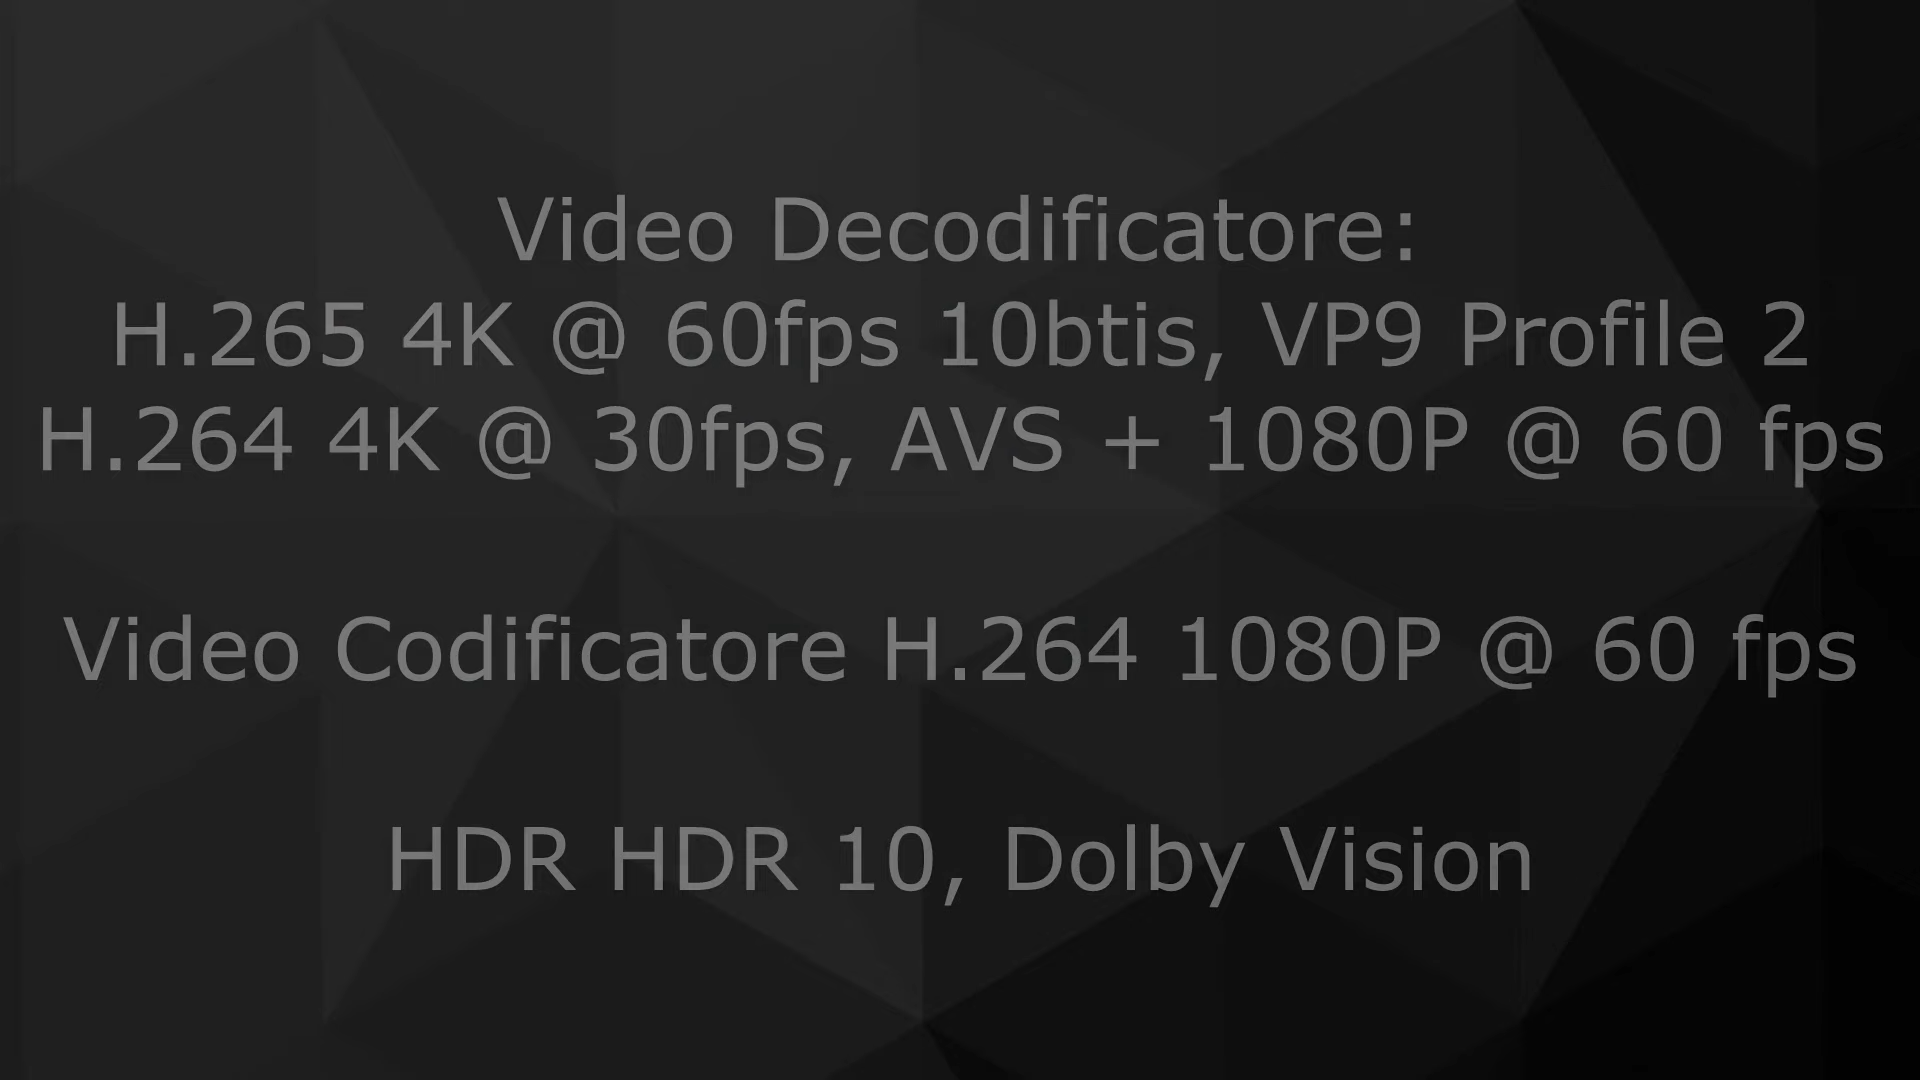 Video Decodificatore:
H.265 4K @ 60fps 10btis, VP9 Profile 2
H.264 4K @ 30fps, AVS + 1080P @ 60 fps
Video Codificatore H.264 1080P @ 60 fps
HDR HDR 10, Dolby Vision